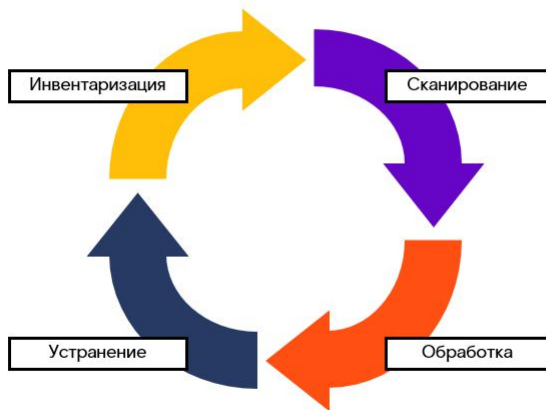 Инвентаризация
Сканирование
Устранение
Обработка